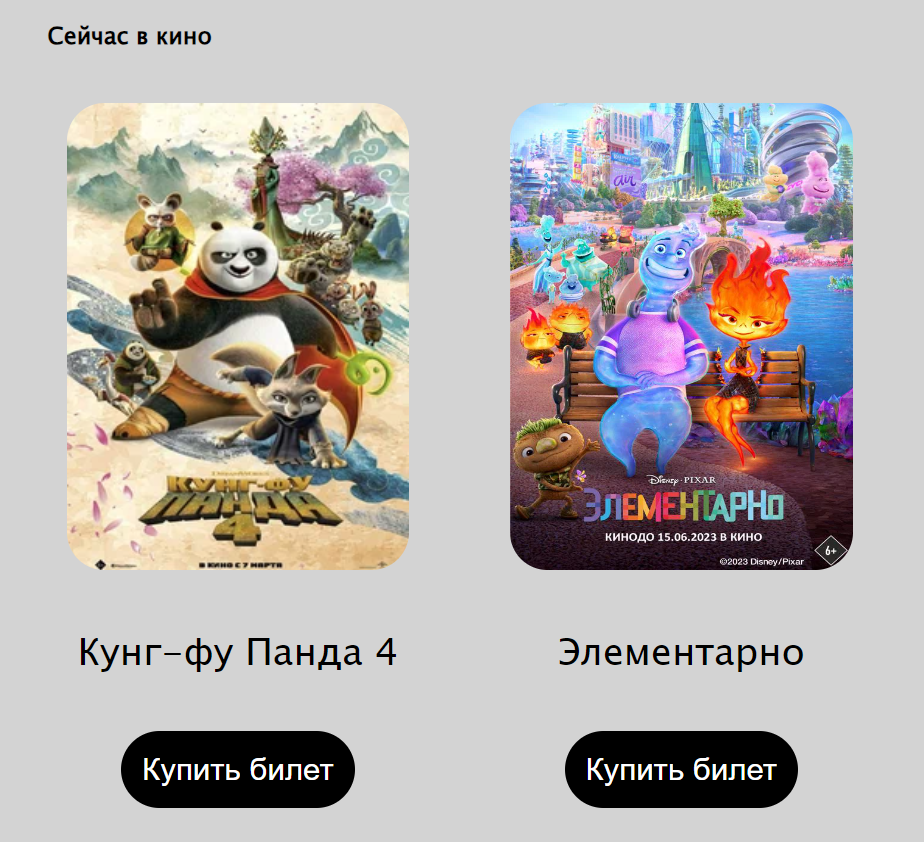 Сейчас в кино
КУНГ-ФУ
ПАНДА
4
В КИНО С 7 МАРТА
air
Disney · PIXAR
ЭЛЕМЕНТАРНО
КИНОДО 15.06.2023 В КИНО
6+
©2023 Disney/Pixar
Кунг-фу Панда 4
Элементарно
Купить билет
Купить билет